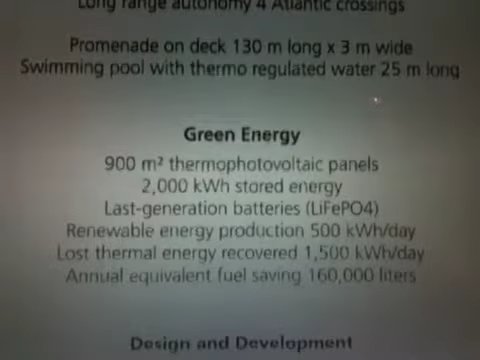 Long range autonomy 4 Atlantic crossings
Promenade on deck 130 m long x 3 m wide
Swimming pool with thermo regulated water 25 m long
Green Energy
900 m² thermophotovoltaic panels
2,000 kWh stored energy
Last-generation batteries (LiFePO4)
Renewable energy production 500 kWh/day
Lost thermal energy recovered 1,500 kWh/day
Annual equivalent fuel saving 160,000 liters
Design and Development